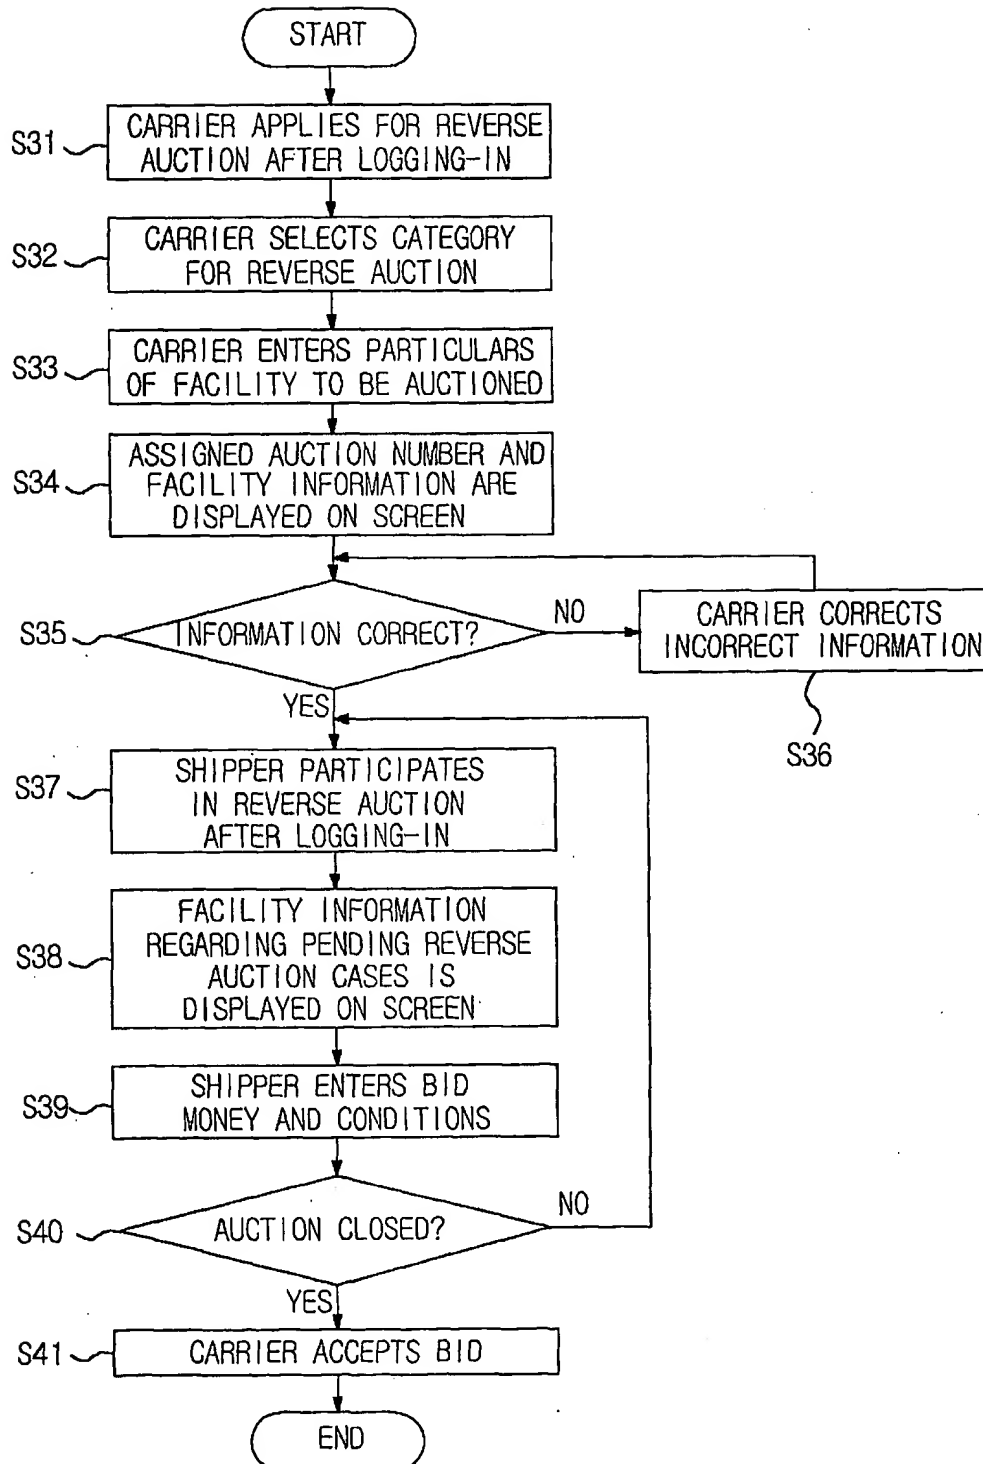 START
S31
CARRIER APPLIES FOR REVERSE
AUCTION AFTER LOGGING-IN
S32
CARRIER SELECTS CATEGORY
FOR REVERSE AUCTION
S33
CARRIER ENTERS PARTICULARS
OF FACILITY TO BE AUCTIONED
S34
ASSIGNED AUCTION NUMBER AND
FACILITY INFORMATION ARE
DISPLAYED ON SCREEN
S35
INFORMATION CORRECT?
NO
CARRIER CORRECTS
INCORRECT INFORMATION
S36
YES
S37
SHIPPER PARTICIPATES
IN REVERSE AUCTION
AFTER LOGGING-IN
S38
FACILITY INFORMATION
REGARDING PENDING REVERSE
AUCTION CASES IS
DISPLAYED ON SCREEN
S39
SHIPPER ENTERS BID
MONEY AND CONDITIONS
S40
AUCTION CLOSED?
NO
YES
S41
CARRIER ACCEPTS BID
END